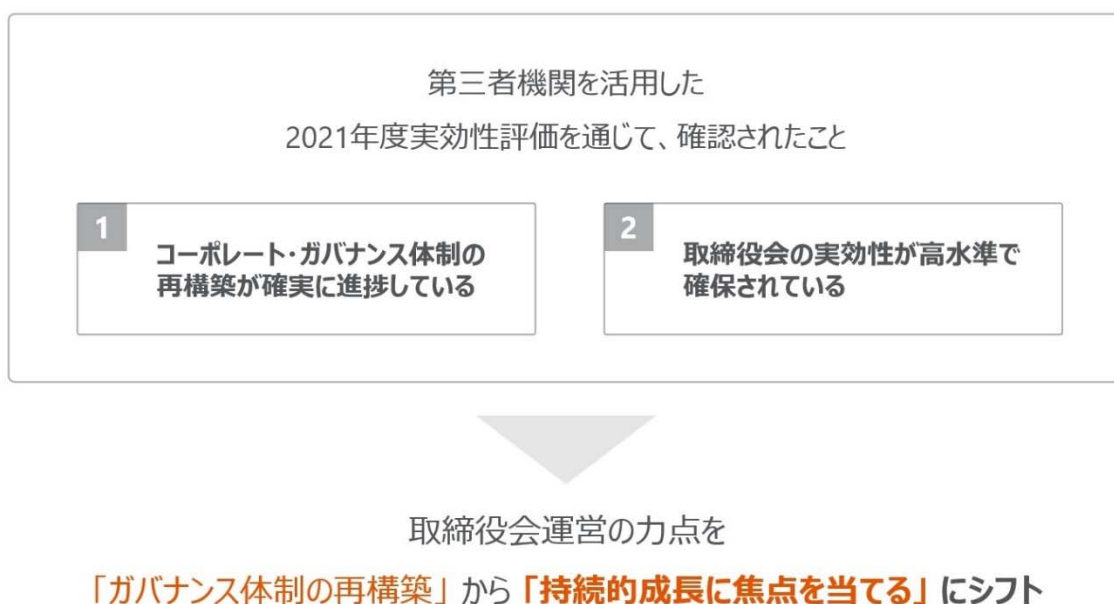 第三者機関を活用した
2021年度実効性評価を通じて、確認されたこと
1
コーポレート・ガバナンス体制の
再構築が確実に進捗している
2
取締役会の実効性が高水準で
確保されている
取締役会運営の力点を
「ガバナンス体制の再構築」から「持続的成長に焦点を当てる」にシフト